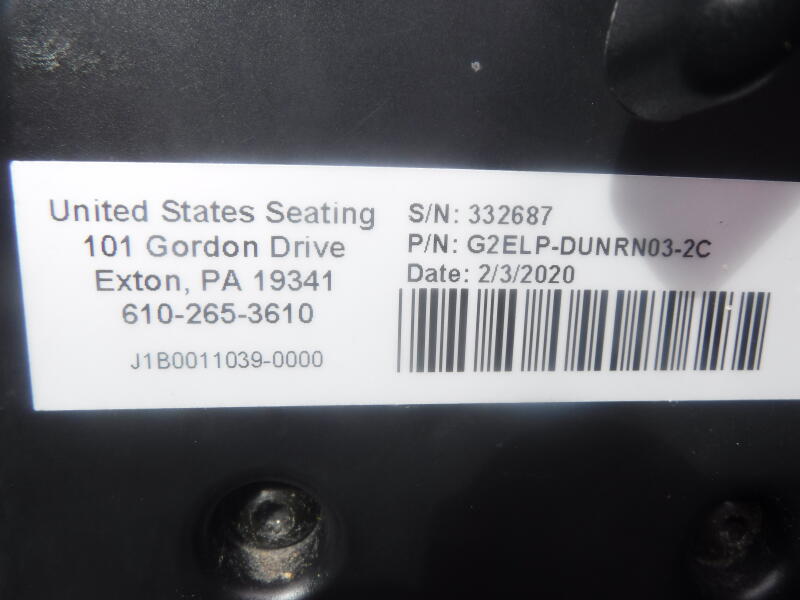 United States Seating
101 Gordon Drive
Exton, PA 19341
610-265-3610
J1B0011039-0000
S/N: 332687
P/N: G2ELP-DUNRN03-2C
Date: 2/3/2020